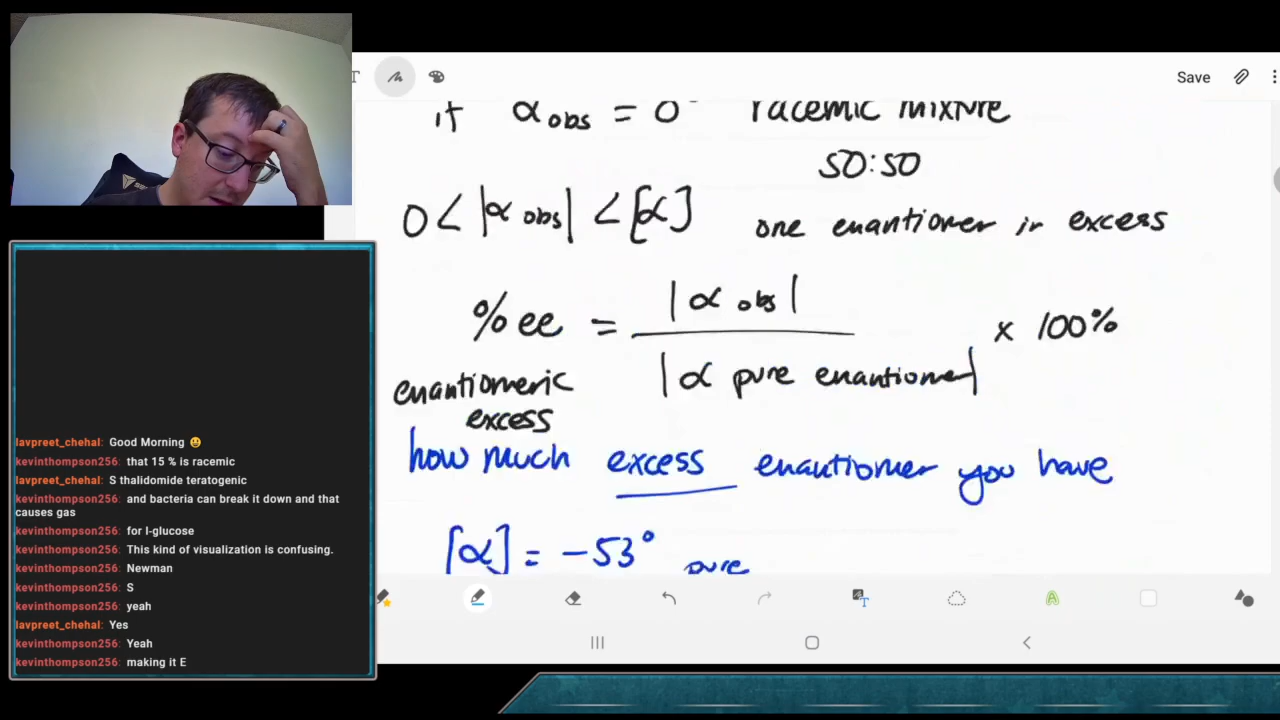 T
Save
if α obs = 0° racemic mixture
50:50
0 < |α obs| < [α] one enantiomer in excess
%ee = |α obs| / |α pure enantiomer| x 100%
enantiomeric
excess
how much excess enantiomer you have
[α] = -53° pure
lavpreet_chehal: Good Morning 😃
kevinthompson256: that 15 % is racemic
lavpreet_chehal: S thalidomide teratogenic
kevinthompson256: and bacteria can break it down and that
causes gas
kevinthompson256: for l-glucose
kevinthompson256: This kind of visualization is confusing.
kevinthompson256: Newman
kevinthompson256: S
kevinthompson256: yeah
lavpreet_chehal: Yes
kevinthompson256: Yeah
kevinthompson256: making it E